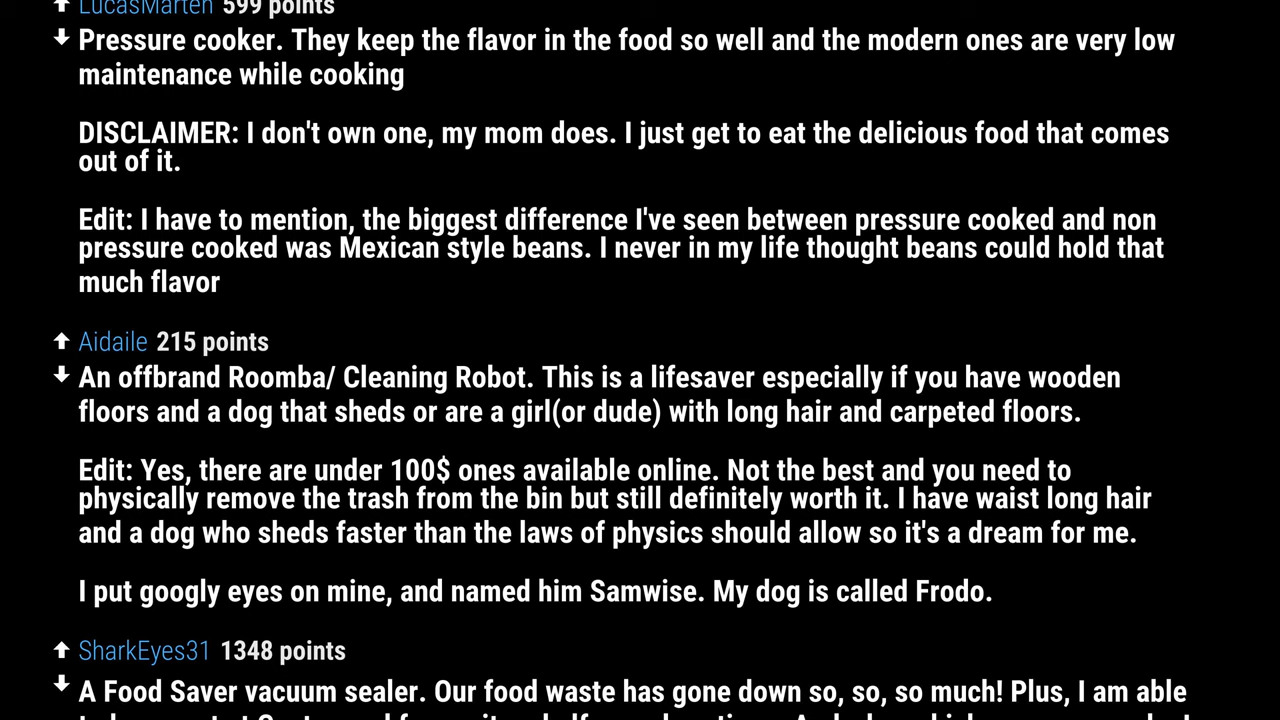 LucasMarten 599 points
Pressure cooker. They keep the flavor in the food so well and the modern ones are very low
maintenance while cooking
DISCLAIMER: I don't own one, my mom does. I just get to eat the delicious food that comes
out of it.
Edit: I have to mention, the biggest difference I've seen between pressure cooked and non
pressure cooked was Mexican style beans. I never in my life thought beans could hold that
much flavor
Aidaile 215 points
An offbrand Roomba/ Cleaning Robot. This is a lifesaver especially if you have wooden
floors and a dog that sheds or are a girl(or dude) with long hair and carpeted floors.
Edit: Yes, there are under 100$ ones available online. Not the best and you need to
physically remove the trash from the bin but still definitely worth it. I have waist long hair
and a dog who sheds faster than the laws of physics should allow so it's a dream for me.
I put googly eyes on mine, and named him Samwise. My dog is called Frodo.
SharkEyes31 1348 points
A Food Saver vacuum sealer. Our food waste has gone down so, so, so much! Plus, I am able